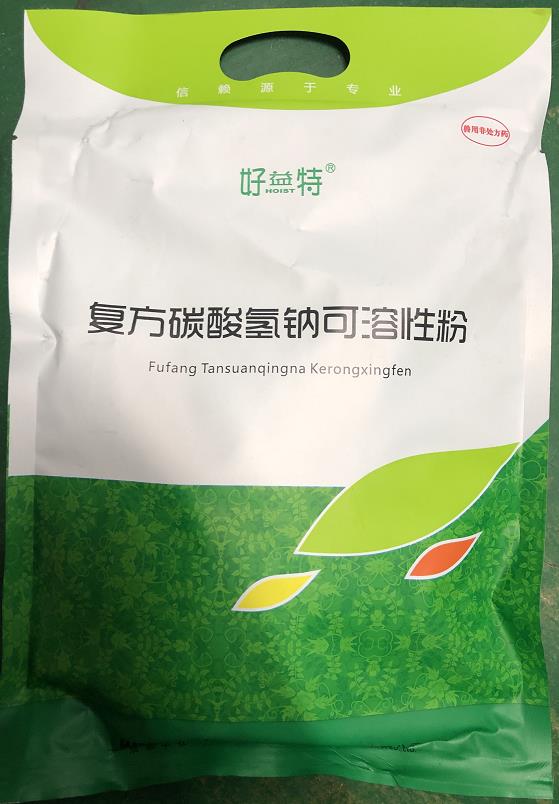 信赖源于专业
兽用非处方药
好益特®
HOIST
复方碳酸氢钠可溶性粉
Fufang Tansuanqingna Kerongxingfen